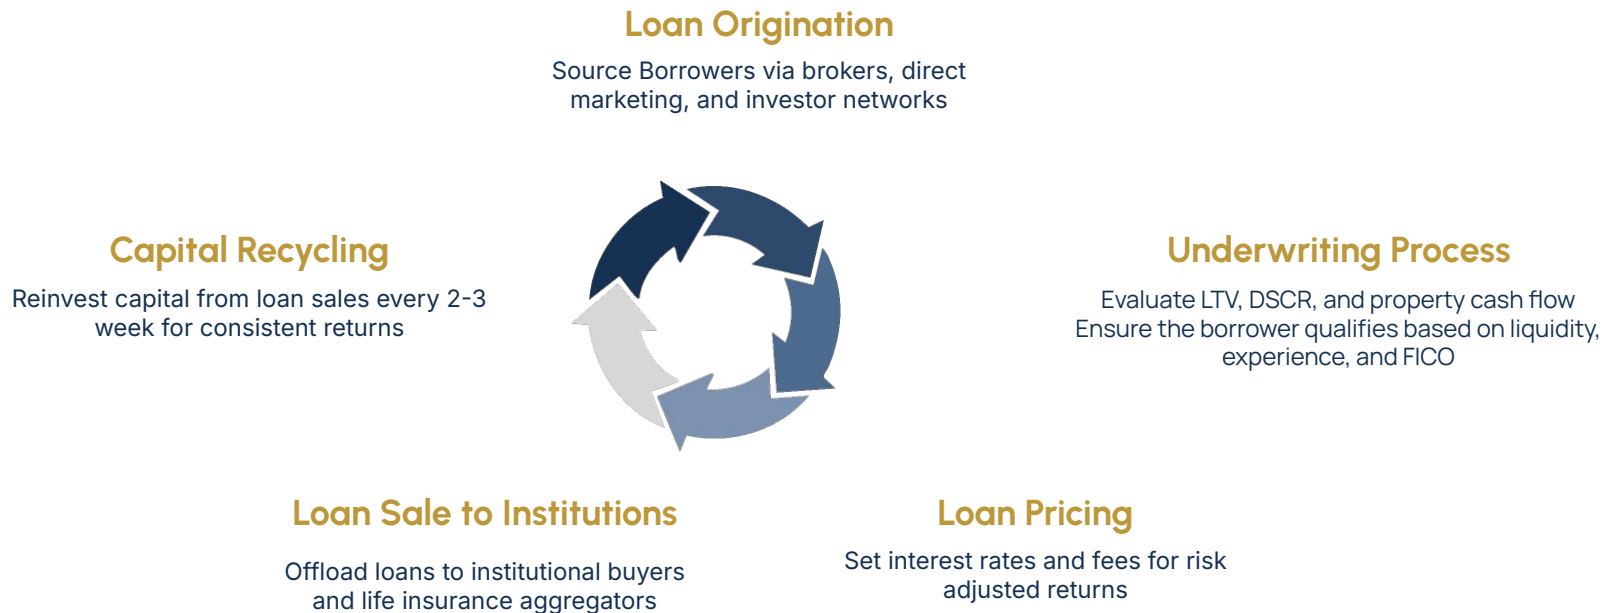 Loan Origination
Source Borrowers via brokers, direct
marketing, and investor networks
Capital Recycling
Reinvest capital from loan sales every 2-3
week for consistent returns
Underwriting Process
Evaluate LTV, DSCR, and property cash flow
Ensure the borrower qualifies based on liquidity,
experience, and FICO
Loan Sale to Institutions
Offload loans to institutional buyers
and life insurance aggregators
Loan Pricing
Set interest rates and fees for risk
adjusted returns